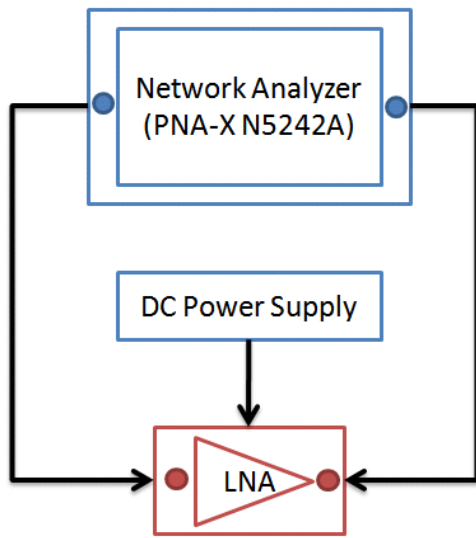 Network Analyzer
(PNA-X N5242A)
DC Power Supply
LNA